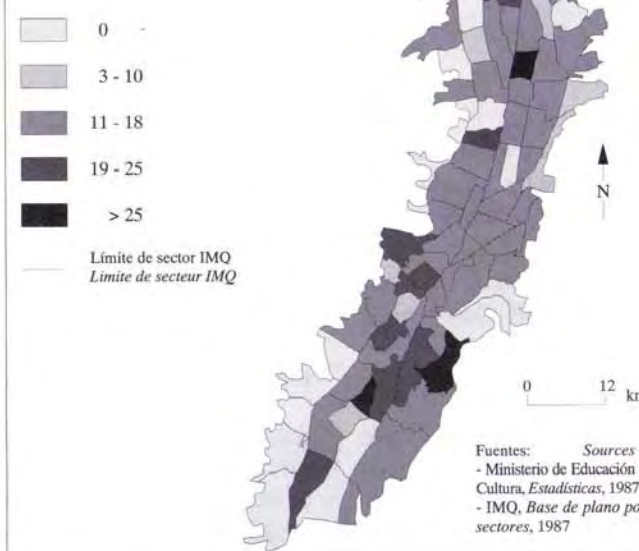 0 -
3 - 10
11 - 18
19 - 25
> 25
Límite de sector IMQ
Limite de secteur IMQ
N
0 12 km
Fuentes: Sources
- Ministerio de Educación
Cultura, Estadísticas, 1987
- IMQ, Base de plano
sectores, 1987